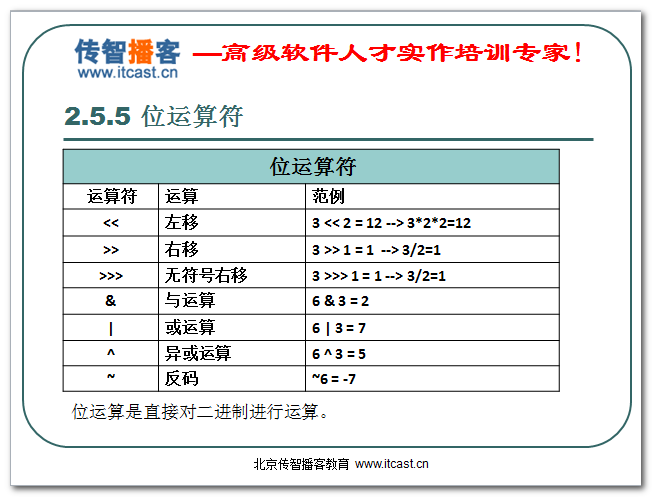 传智播客 —高级软件人才实作培训专家!
www.itcast.cn
2.5.5 位运算符
位运算符
运算符 运算 范例
<< 左移 3 << 2 = 12 --> 3*2*2=12
>> 右移 3 >> 1 = 1 --> 3/2=1
>>> 无符号右移 3 >>> 1 = 1 --> 3/2=1
& 与运算 6 & 3 = 2
| 或运算 6 | 3 = 7
^ 异或运算 6 ^ 3 = 5
~ 反码 ~6 = -7
位运算是直接对二进制进行运算。
北京传智播客教育 www.itcast.cn